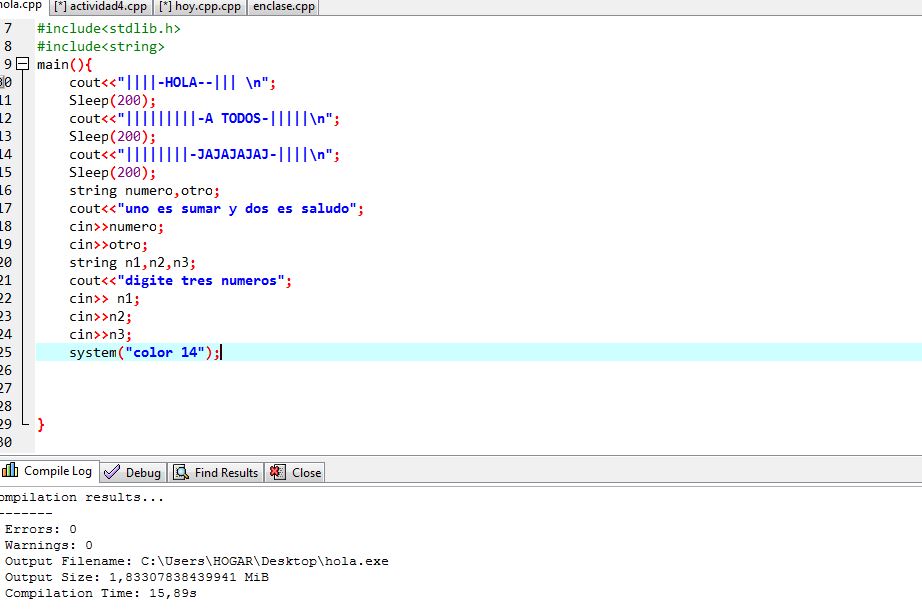 hola.cpp [*] actividad4.cpp [*] hoy.cpp.cpp enclase.cpp
7 #include<stdlib.h>
8 #include<string>
9 main(){
10 cout<<"||||-HOLA--||| \n";
11 Sleep(200);
12 cout<<"|||||||||-A TODOS-|||||\n";
13 Sleep(200);
14 cout<<"||||||||-JAJAJAJAJ-||||\n";
15 Sleep(200);
16 string numero,otro;
17 cout<<"uno es sumar y dos es saludo";
18 cin>>numero;
19 cin>>otro;
20 string n1,n2,n3;
21 cout<<"digite tres numeros";
22 cin>> n1;
23 cin>>n2;
24 cin>>n3;
25 system("color 14");
26
27
28
29 }
30
Compile Log Debug Find Results Close
ompilation results...
-------
Errors: 0
Warnings: 0
Output Filename: C:\Users\HOGAR\Desktop\hola.exe
Output Size: 1,83307838439941 MiB
Compilation Time: 15,89s